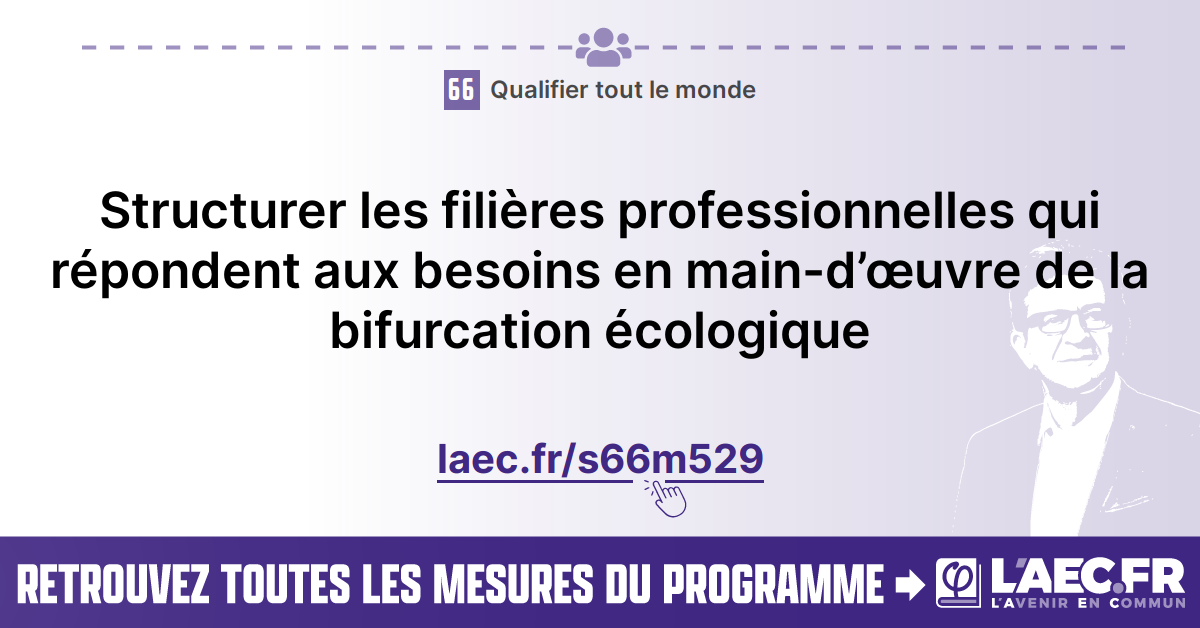 66 Qualifier tout le monde
Structurer les filières professionnelles qui
répondent aux besoins en main-d’œuvre de la
bifurcation écologique
laec.fr/s66m529
RETROUVEZ TOUTES LES MESURES DU PROGRAMME → φ L'AEC.FR
L'AVENIR EN COMMUN